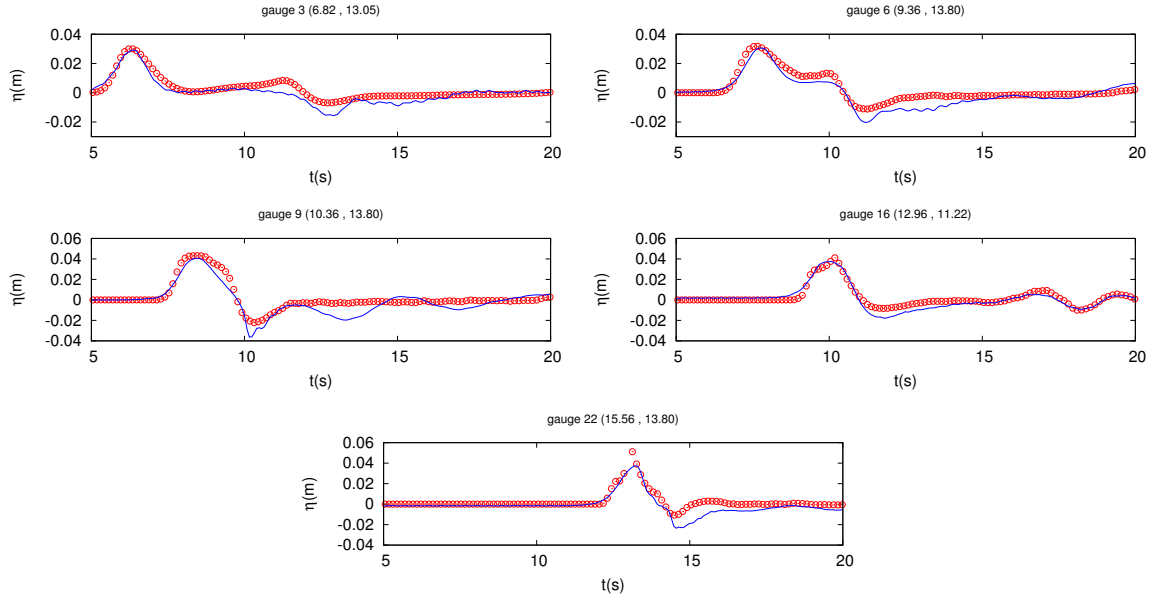 gauge 3 (6.82 , 13.05)
0.04
0.02
0
-0.02
η(m)
5 10 15 20
t(s)
gauge 6 (9.36 , 13.80)
0.04
0.02
0
-0.02
η(m)
5 10 15 20
t(s)
gauge 9 (10.36 , 13.80)
0.06
0.04
0.02
0
-0.02
-0.04
η(m)
5 10 15 20
t(s)
gauge 16 (12.96 , 11.22)
0.06
0.04
0.02
0
-0.02
-0.04
η(m)
5 10 15 20
t(s)
gauge 22 (15.56 , 13.80)
0.06
0.04
0.02
0
-0.02
-0.04
η(m)
5 10 15 20
t(s)